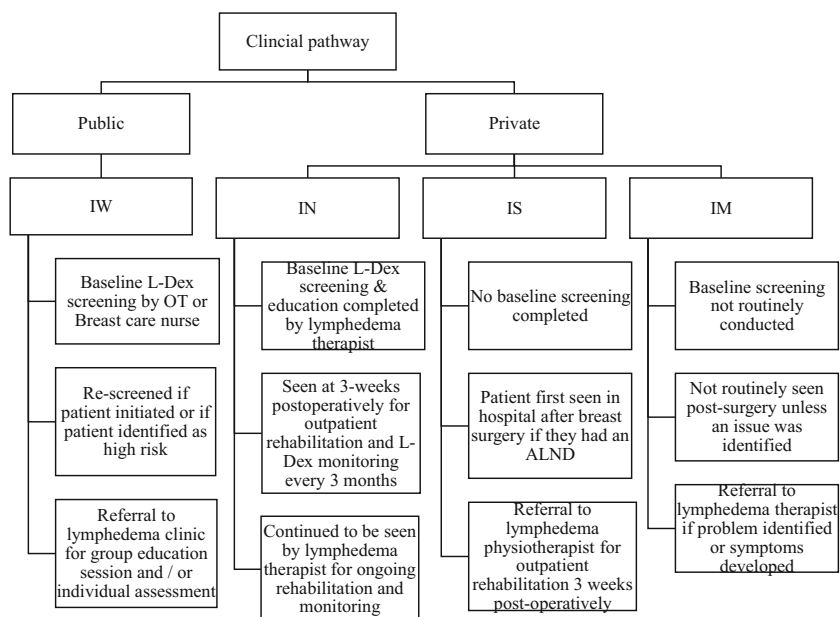 Clincial pathway
Public
Private
IW
IN
IS
IM
Baseline L-Dex
screening by OT or
Breast care nurse
Re-screened if
patient initiated or if
patient identified as
high risk
Referral to
lymphedema clinic
for group education
session and / or
individual assessment
Baseline L-Dex
screening &
education completed
by lymphedema
therapist
Seen at 3-weeks
postoperatively for
outpatient
rehabilitation and L-
Dex monitoring
every 3 months
Continued to be seen
by lymphedema
therapist for ongoing
rehabilitation and
monitoring
No baseline screening
completed
Patient first seen in
hospital after breast
surgery if they had an
ALND
Referral to
lymphedema
physiotherapist for
outpatient
rehabilitation 3 weeks
post-operatively
Baseline screening
not routinely
conducted
Not routinely seen
post-surgery unless
an issue was
identified
Referral to
lymphedema therapist
if problem identified
or symptoms
developed